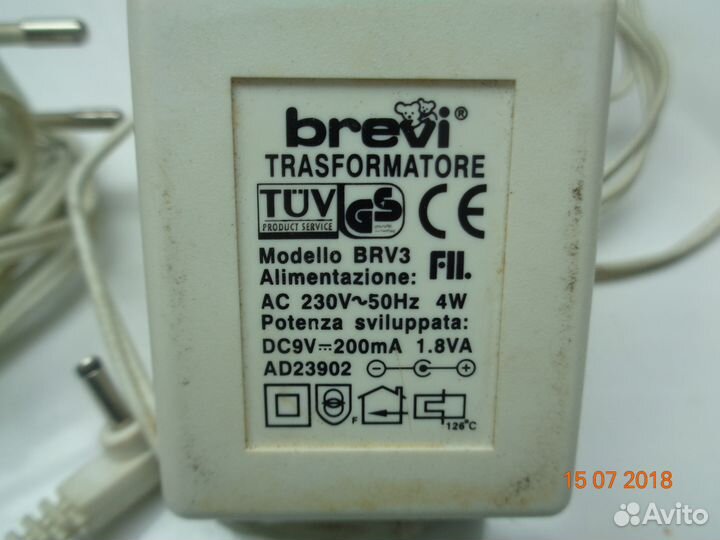 brevi®
TRASFORMATORE
TÜV
PRODUCT SERVICE
GS
CE
Modello BRV3
Alimentazione: FII.
AC 230V~50Hz 4W
Potenza sviluppata:
DC9V⎓200mA 1.8VA
AD23902 - +
F
126°C
15 07 2018
Avito